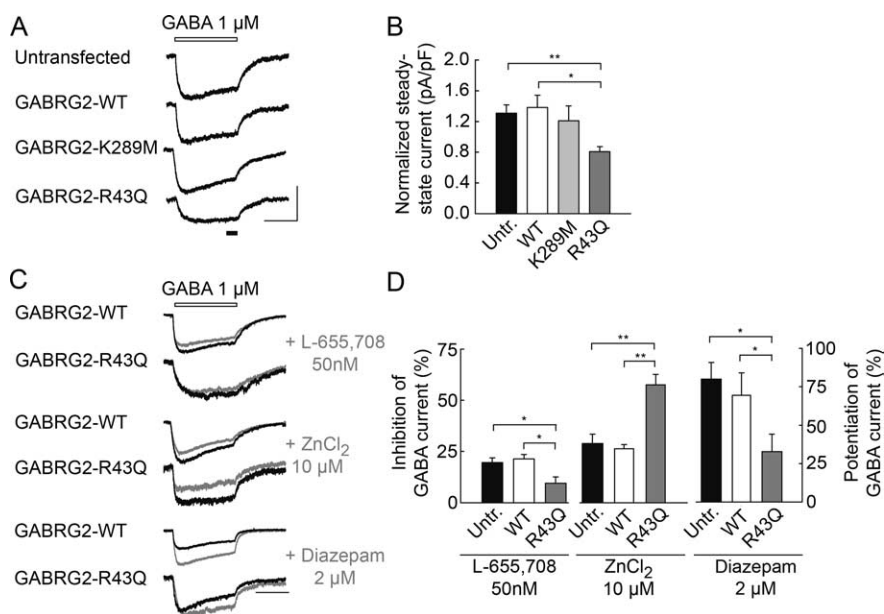 A
GABA 1 µM
Untransfected
GABRG2-WT
GABRG2-K289M
GABRG2-R43Q
B
Normalized steady-
state current (pA/pF)
2.0
1.6
1.2
0.8
0.4
0.0
**
*
Untr.
WT
K289M
R43Q
C
GABA 1 µM
GABRG2-WT
GABRG2-R43Q
+ L-655,708
50nM
GABRG2-WT
GABRG2-R43Q
+ ZnCl2
10 µM
GABRG2-WT
GABRG2-R43Q
+ Diazepam
2 µM
D
Inhibition of
GABA current (%)
75
50
25
0
*
*
**
**
*
*
100
75
50
25
0
Potentiation of
GABA current (%)
Untr.
WT
R43Q
Untr.
WT
R43Q
Untr.
WT
R43Q
L-655,708
50nM
ZnCl2
10 µM
Diazepam
2 µM